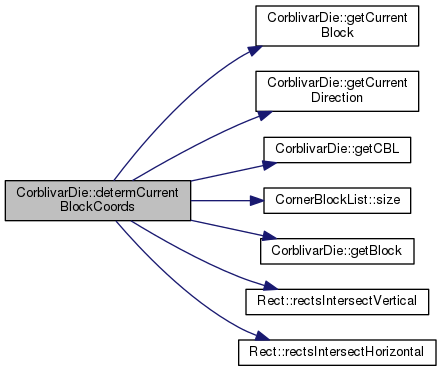 CorblivarDie::determCurrent
BlockCoords
CorblivarDie::getCurrent
Block
CorblivarDie::getCurrent
Direction
CorblivarDie::getCBL
CornerBlockList::size
CorblivarDie::getBlock
Rect::rectsIntersectVertical
Rect::rectsIntersectHorizontal